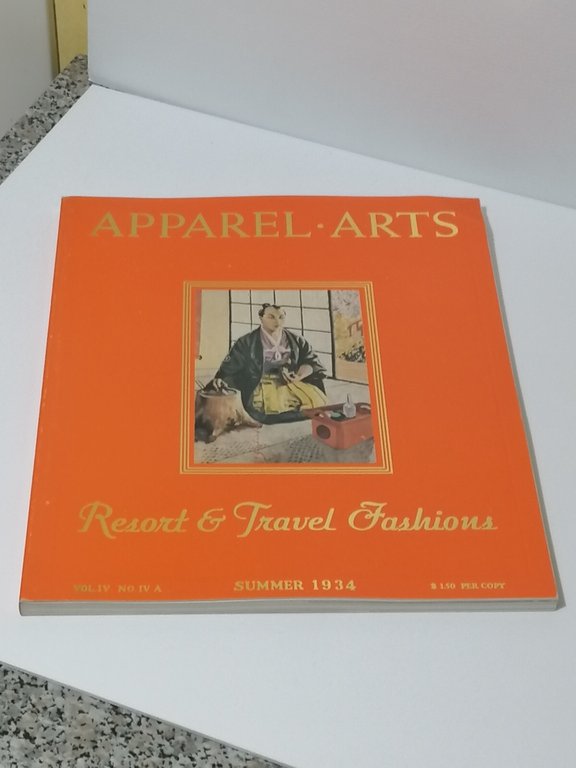 APPAREL · ARTS
Resort & Travel Fashions
VOL. IV NO. IV A SUMMER 1934 $ 1.50 PER COPY